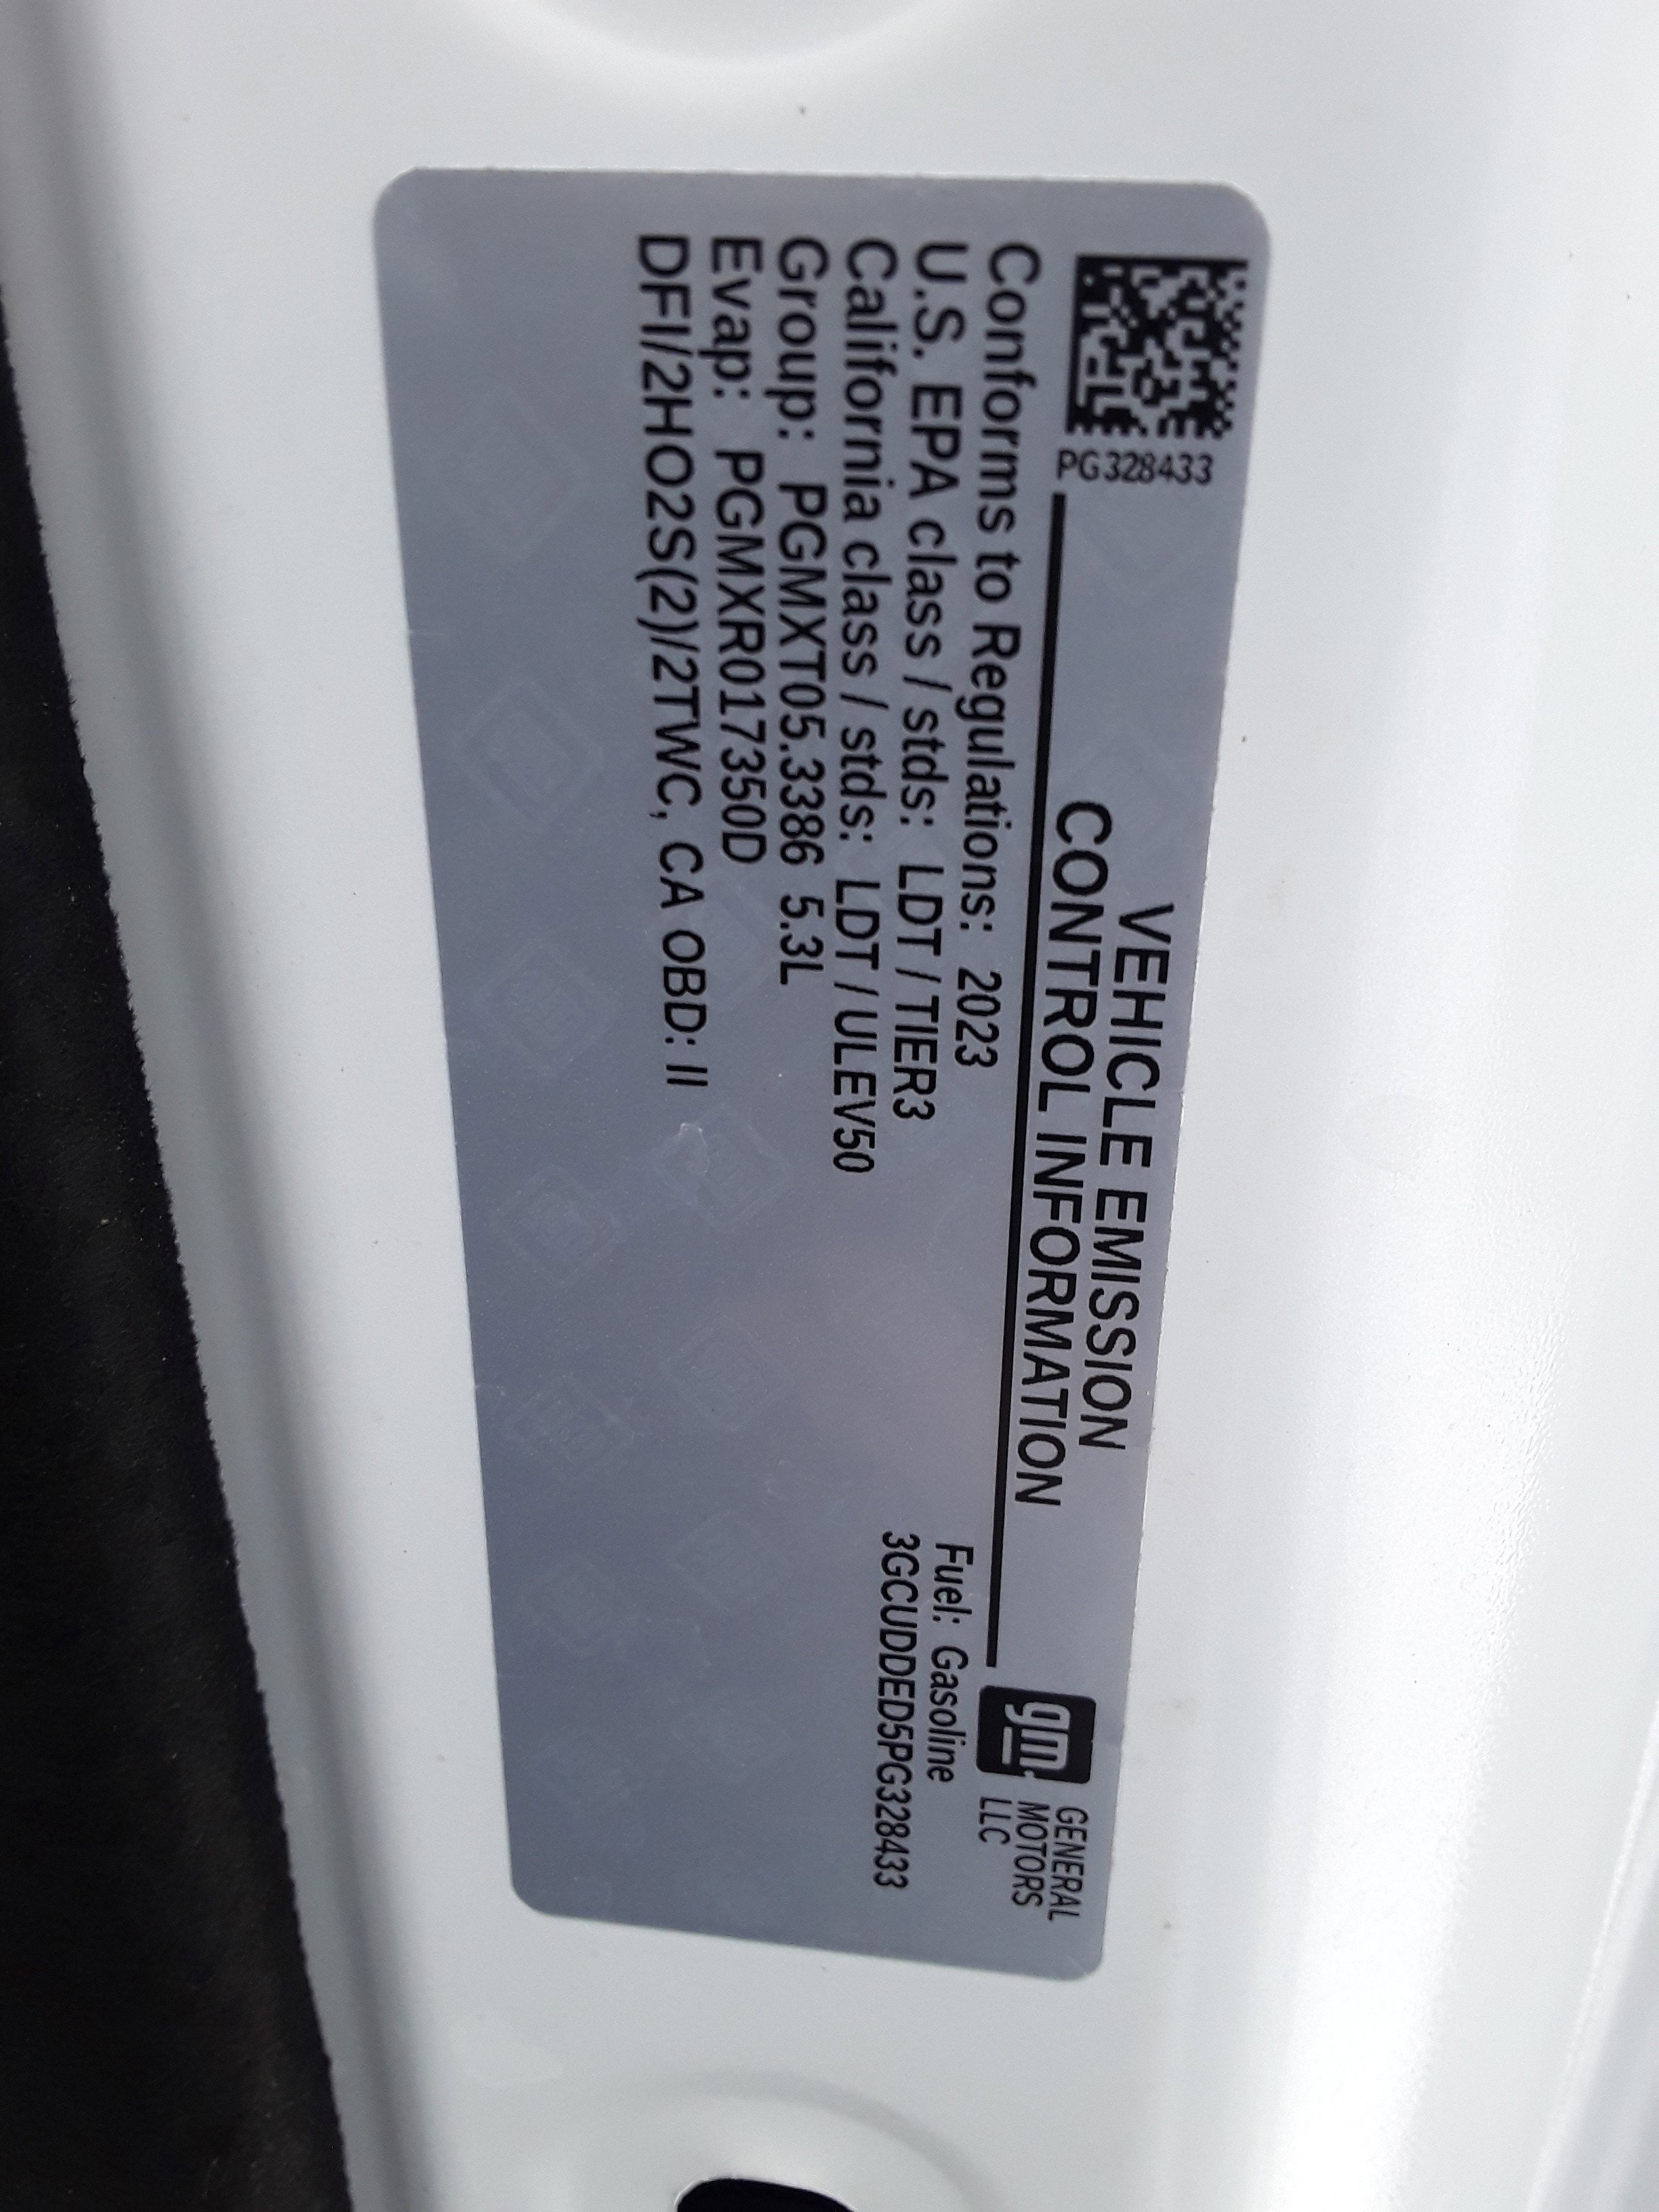 PG328433
VEHICLE EMISSION
CONTROL INFORMATION
gm
GENERAL
MOTORS
LLC
Conforms to Regulations: 2023
Fuel: Gasoline
U.S. EPA class / stds: LDT / TIER3
3GCUDDED5PG328433
California class / stds: LDT / ULEV50
Group: PGMXT05.3386 5.3L
Evap: PGMXR017350D
DFI/2HO2S(2)/2TWC, CA OBD: II